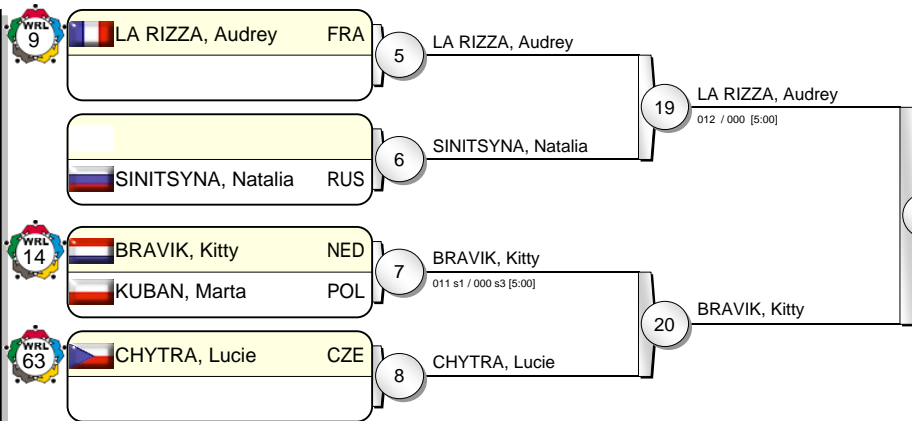 WRL
9
LA RIZZA, Audrey FRA
5
LA RIZZA, Audrey
19
LA RIZZA, Audrey
012 / 000 [5:00]
6
SINITSYNA, Natalia
SINITSYNA, Natalia RUS
WRL
14
BRAVIK, Kitty NED
7
BRAVIK, Kitty
011 s1 / 000 s3 [5:00]
KUBAN, Marta POL
20
BRAVIK, Kitty
WRL
63
CHYTRA, Lucie CZE
8
CHYTRA, Lucie